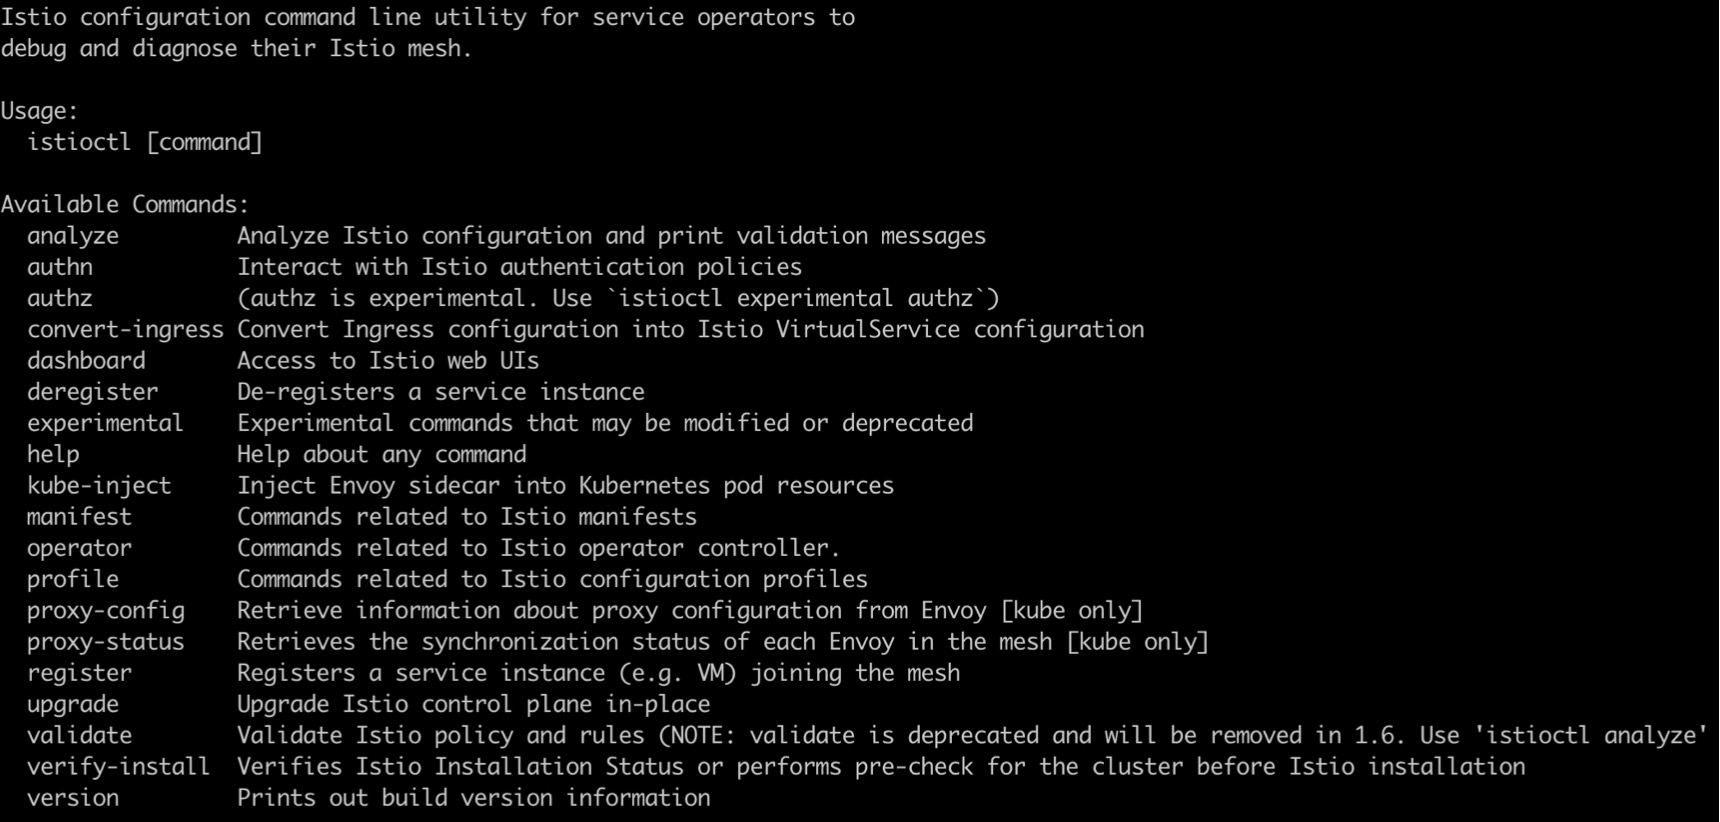 Istio configuration command line utility for service operators to
debug and diagnose their Istio mesh.

Usage:
  istioctl [command]

Available Commands:
  analyze         Analyze Istio configuration and print validation messages
  authn           Interact with Istio authentication policies
  authz           (authz is experimental. Use `istioctl experimental authz`)
  convert-ingress Convert Ingress configuration into Istio VirtualService configuration
  dashboard       Access to Istio web UIs
  deregister      De-registers a service instance
  experimental    Experimental commands that may be modified or deprecated
  help            Help about any command
  kube-inject     Inject Envoy sidecar into Kubernetes pod resources
  manifest        Commands related to Istio manifests
  operator        Commands related to Istio operator controller.
  profile         Commands related to Istio configuration profiles
  proxy-config    Retrieve information about proxy configuration from Envoy [kube only]
  proxy-status    Retrieves the synchronization status of each Envoy in the mesh [kube only]
  register        Registers a service instance (e.g. VM) joining the mesh
  upgrade         Upgrade Istio control plane in-place
  validate        Validate Istio policy and rules (NOTE: validate is deprecated and will be removed in 1.6. Use 'istioctl analyze'
  verify-install  Verifies Istio Installation Status or performs pre-check for the cluster before Istio installation
  version         Prints out build version information